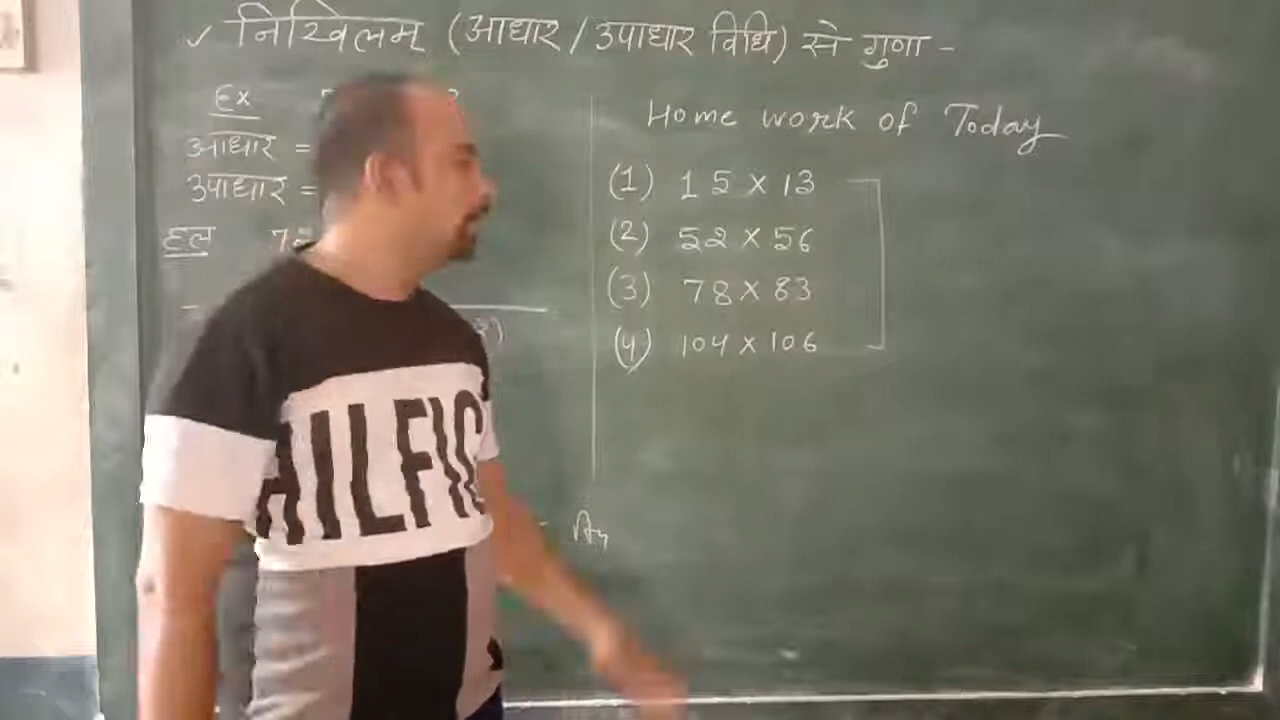 ✓ निखिलम् (आधार / उपाधार विधि) से गुणा -
Ex
आधार =
उपाधार =
हल
Home work of Today
(1) 15 × 13
(2) 52 × 56
(3) 78 × 83
(4) 104 × 106
AILFIG